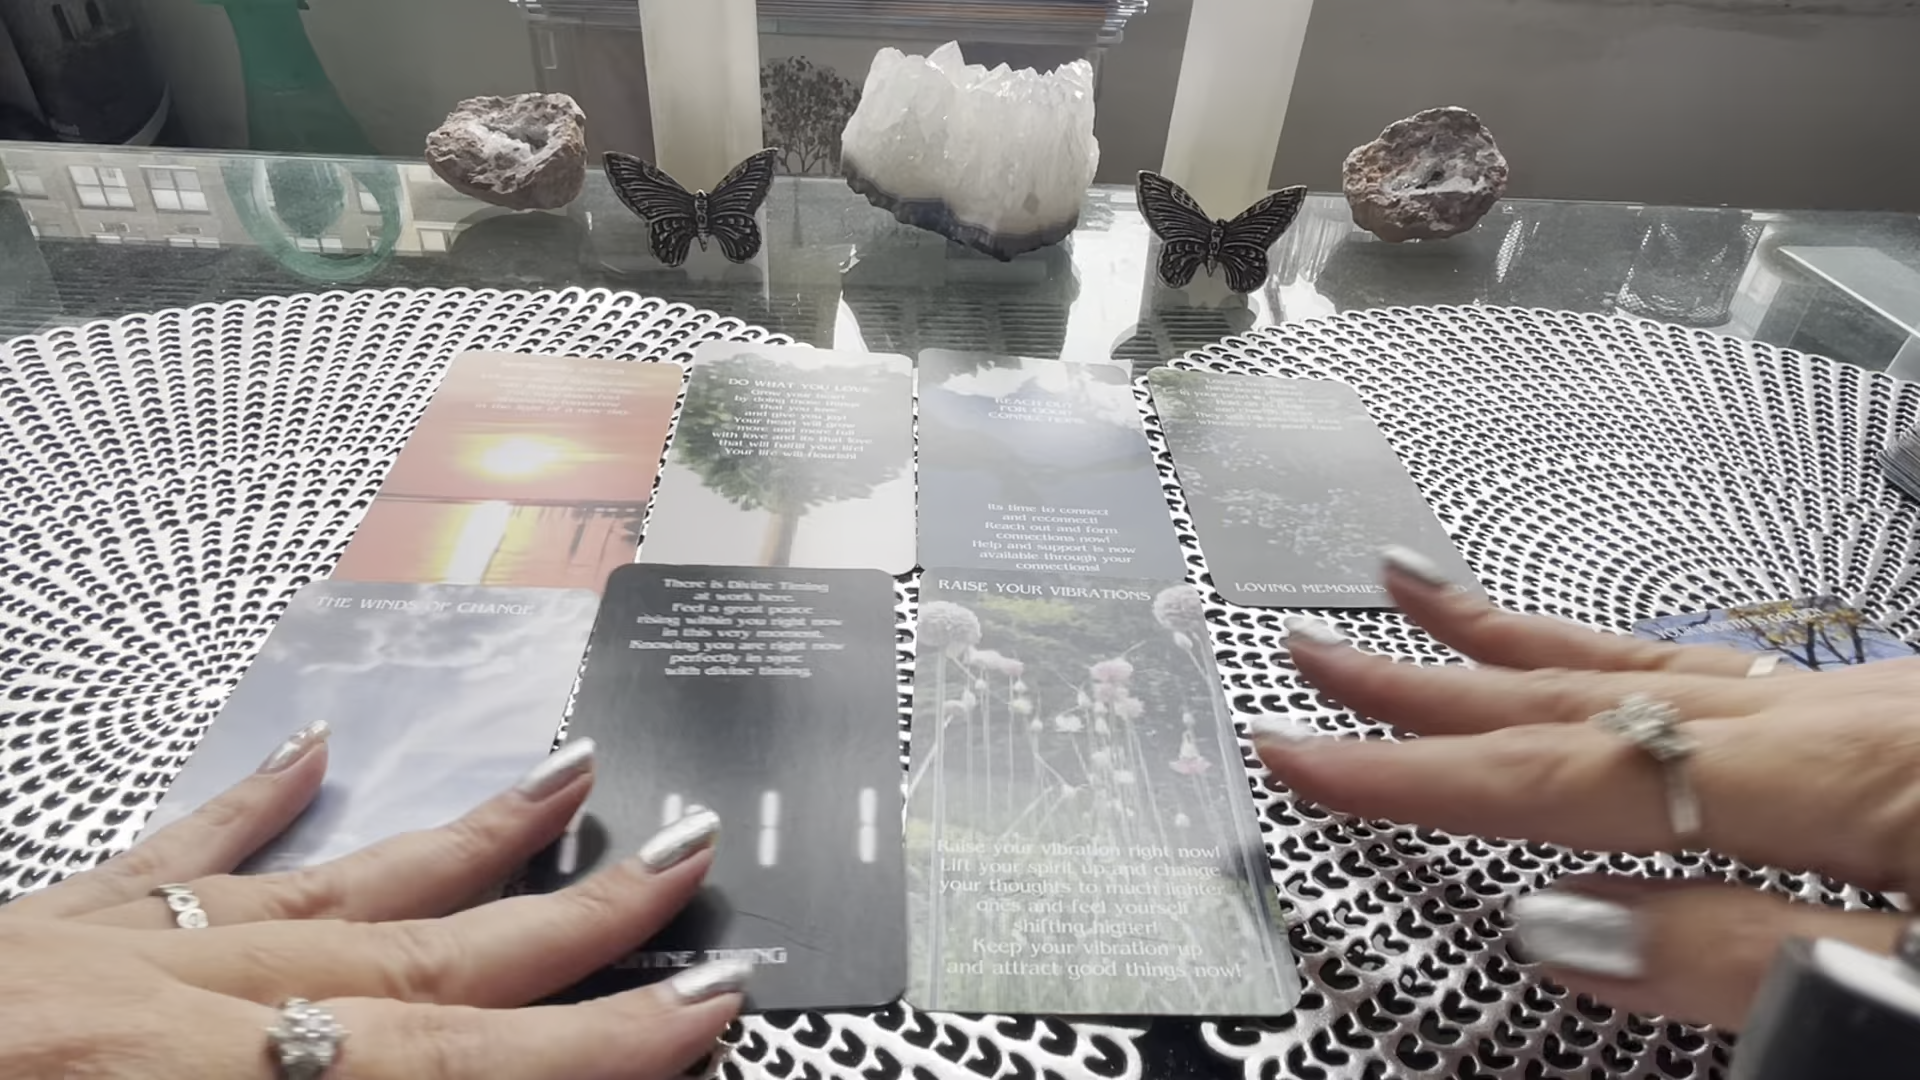 in the light of a new day.
DO WHAT YOU LOVE
Grow your heart
by doing those things
that you love
and give you joy!
Your heart will grow
more and more full
with love and its that love
that will fulfill your life!
Your life will flourish!
REACH OUT
FOR GOOD
CONNECTIONS
Its time to connect
and reconnect!
Reach out and form
connections now!
Help and support is now
available through your
connections!
LOVING MEMORIES
THE WINDS OF CHANGE
There is Divine Timing
at work here.
Feel a great peace
rising within you right now
in this very moment.
Knowing you are right now
perfectly in sync
with divine timing.
TIMING
RAISE YOUR VIBRATIONS
Raise your vibration right now!
Lift your spirit up and change
your thoughts to much lighter
ones and feel yourself
shifting higher!
Keep your vibration up
and attract good things now!